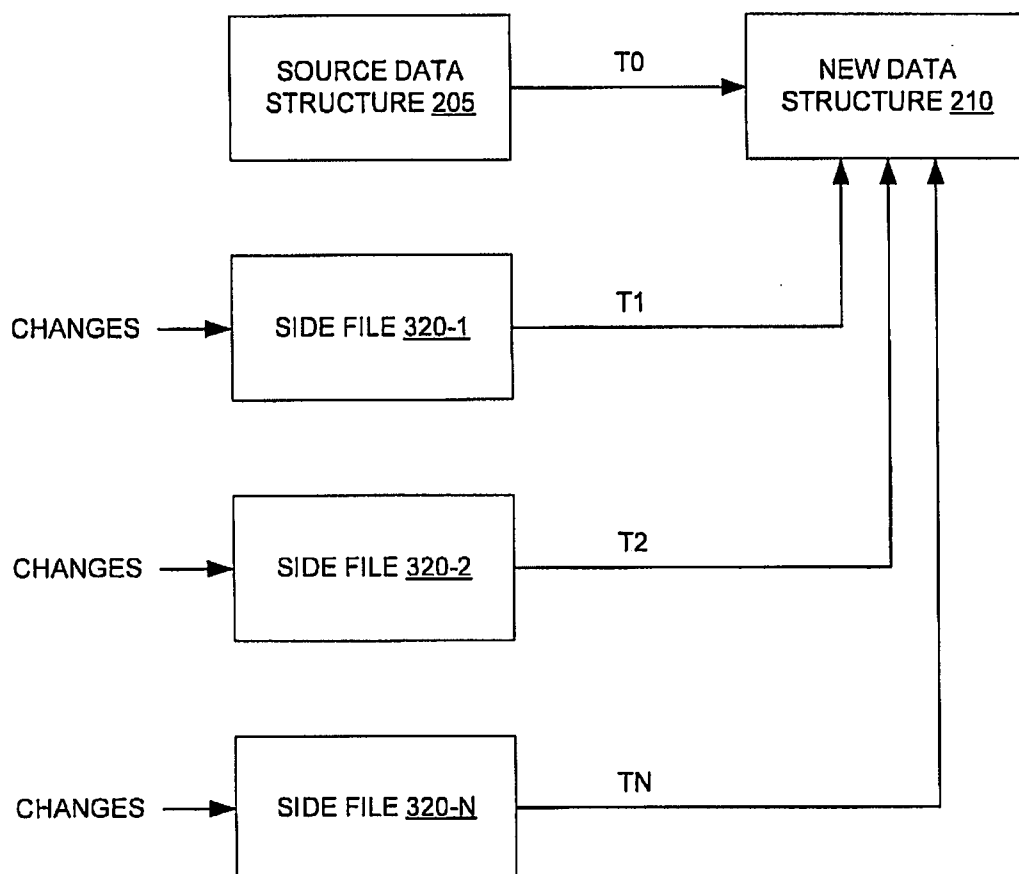 SOURCE DATA
STRUCTURE 205
T0
NEW DATA
STRUCTURE 210
CHANGES
SIDE FILE 320-1
T1
CHANGES
SIDE FILE 320-2
T2
CHANGES
SIDE FILE 320-N
TN